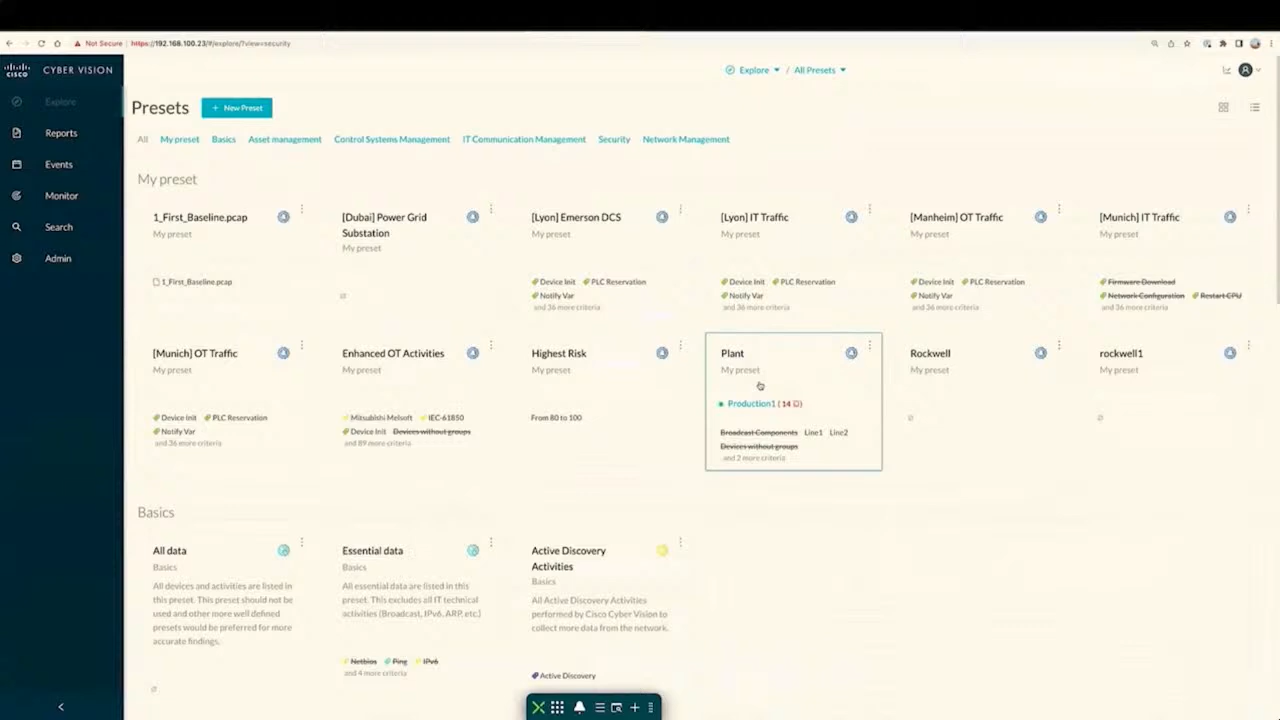 Not Secure https://192.168.100.23/#/explore/?view=security
CISCO
CYBER VISION
Explore
Reports
Events
Monitor
Search
Admin
Explore / All Presets
Presets
+ New Preset
All My preset Basics Asset management Control Systems Management IT Communication Management Security Network Management
My preset
1_First_Baseline.pcap
My preset
1_First_Baseline.pcap
[Dubai] Power Grid
Substation
My preset
[Lyon] Emerson DCS
My preset
Device Init PLC Reservation
Notify Var
and 36 more criteria
[Lyon] IT Traffic
My preset
Device Init PLC Reservation
Notify Var
and 36 more criteria
[Manheim] OT Traffic
My preset
Device Init PLC Reservation
Notify Var
and 36 more criteria
[Munich] IT Traffic
My preset
Firmware Download
Network Configuration Restart CPU
and 36 more criteria
[Munich] OT Traffic
My preset
Device Init PLC Reservation
Notify Var
and 36 more criteria
Enhanced OT Activities
My preset
Mitsubishi Melsoft IEC-61850
Device Init Devices without groups
and 89 more criteria
Highest Risk
My preset
From 80 to 100
Plant
My preset
Production1 ( 14 )
Broadcast Components Line1 Line2
Devices without groups
and 2 more criteria
Rockwell
My preset
rockwell1
My preset
Basics
All data
Basics
All devices and activities are listed in
this preset. This preset should not be
used and other more well defined
presets would be preferred for more
accurate findings.
Essential data
Basics
All essential data are listed in this
preset. This excludes all IT technical
activities (Broadcast, IPv6, ARP, etc.)
Netbios Ping IPv6
and 4 more criteria
Active Discovery
Activities
Basics
All Active Discovery Activities
performed by Cisco Cyber Vision to
collect more data from the network.
Active Discovery